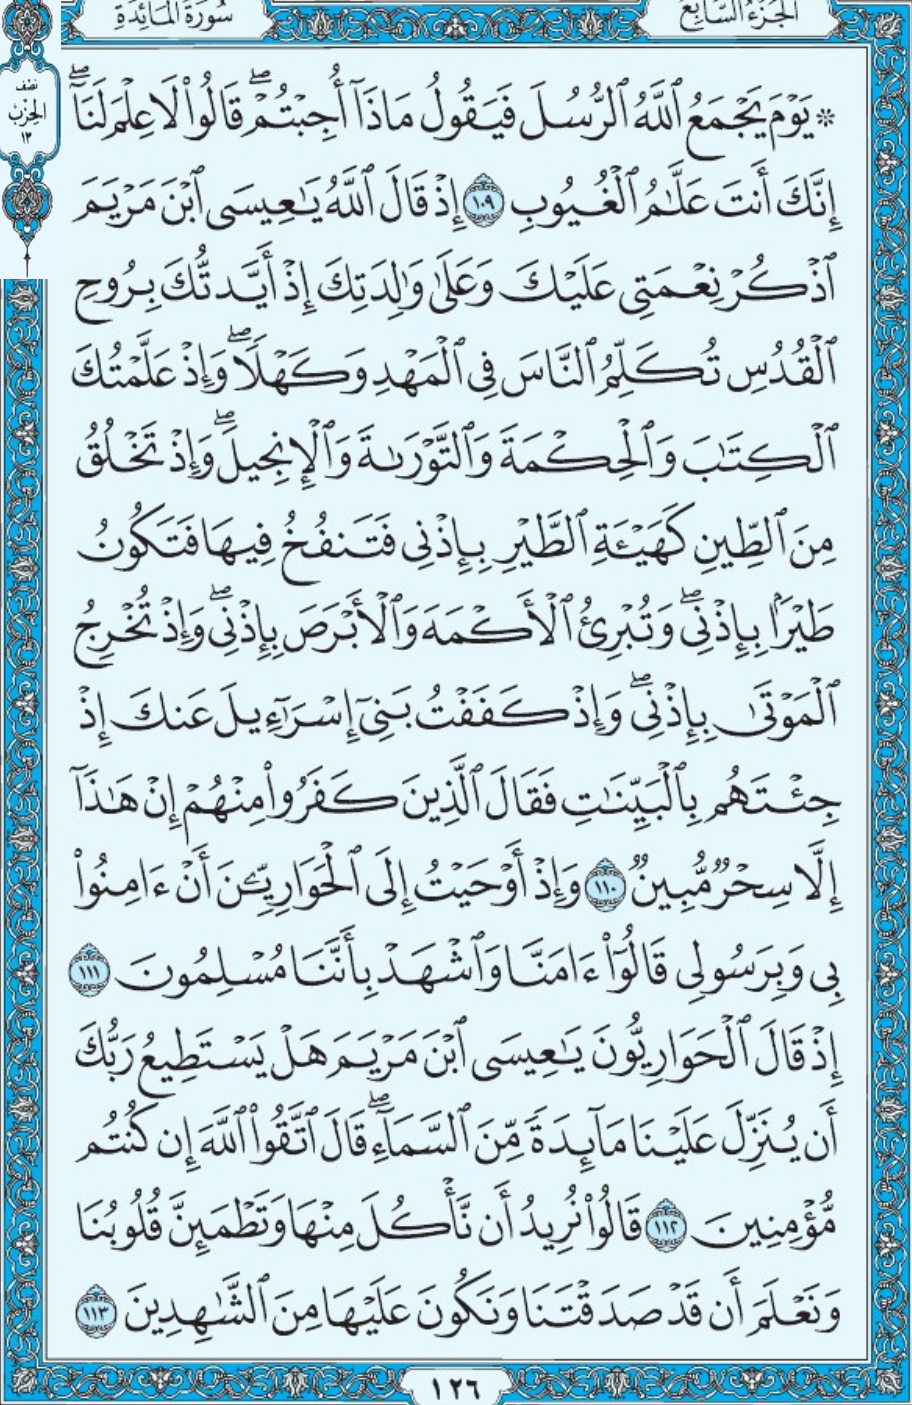 الجزء السابع
سورة المائدة
نصف
الحزب
١٣
۞ يَوْمَ يَجْمَعُ ٱللَّهُ ٱلرُّسُلَ فَيَقُولُ مَاذَآ أُجِبْتُمْ ۖ قَالُوا۟ لَا عِلْمَ لَنَآ ۖ
إِنَّكَ أَنتَ عَلَّـٰمُ ٱلْغُيُوبِ ١٠٩ إِذْ قَالَ ٱللَّهُ يَـٰعِيسَى ٱبْنَ مَرْيَمَ
ٱذْكُرْ نِعْمَتِى عَلَيْكَ وَعَلَىٰ وَٰلِدَتِكَ إِذْ أَيَّدتُّكَ بِرُوحِ
ٱلْقُدُسِ تُكَلِّمُ ٱلنَّاسَ فِى ٱلْمَهْدِ وَكَهْلًا ۖ وَإِذْ عَلَّمْتُكَ
ٱلْكِتَـٰبَ وَٱلْحِكْمَةَ وَٱلتَّوْرَىٰةَ وَٱلْإِنجِيلَ ۖ وَإِذْ تَخْلُقُ
مِنَ ٱلطِّينِ كَهَيْـَٔةِ ٱلطَّيْرِ بِإِذْنِى فَتَنفُخُ فِيهَا فَتَكُونُ
طَيْرًۢا بِإِذْنِى ۖ وَتُبْرِئُ ٱلْأَكْمَهَ وَٱلْأَبْرَصَ بِإِذْنِى ۖ وَإِذْ تُخْرِجُ
ٱلْمَوْتَىٰ بِإِذْنِى ۖ وَإِذْ كَفَفْتُ بَنِىٓ إِسْرَٰٓءِيلَ عَنكَ إِذْ
جِئْتَهُم بِٱلْبَيِّنَـٰتِ فَقَالَ ٱلَّذِينَ كَفَرُوا۟ مِنْهُمْ إِنْ هَـٰذَآ
إِلَّا سِحْرٌ مُّبِينٌ ١١٠ وَإِذْ أَوْحَيْتُ إِلَى ٱلْحَوَارِيِّـۧنَ أَنْ ءَامِنُوا۟
بِى وَبِرَسُولِى قَالُوٓا۟ ءَامَنَّا وَٱشْهَدْ بِأَنَّنَا مُسْلِمُونَ ١١١
إِذْ قَالَ ٱلْحَوَارِيُّونَ يَـٰعِيسَى ٱبْنَ مَرْيَمَ هَلْ يَسْتَطِيعُ رَبُّكَ
أَن يُنَزِّلَ عَلَيْنَا مَآئِدَةً مِّنَ ٱلسَّمَآءِ ۖ قَالَ ٱتَّقُوا۟ ٱللَّهَ إِن كُنتُم
مُّؤْمِنِينَ ١١٢ قَالُوا۟ نُرِيدُ أَن نَّأْكُلَ مِنْهَا وَتَطْمَئِنَّ قُلُوبُنَا
وَنَعْلَمَ أَن قَدْ صَدَقْتَنَا وَنَكُونَ عَلَيْهَا مِنَ ٱلشَّـٰهِدِينَ ١١٣
١٢٦